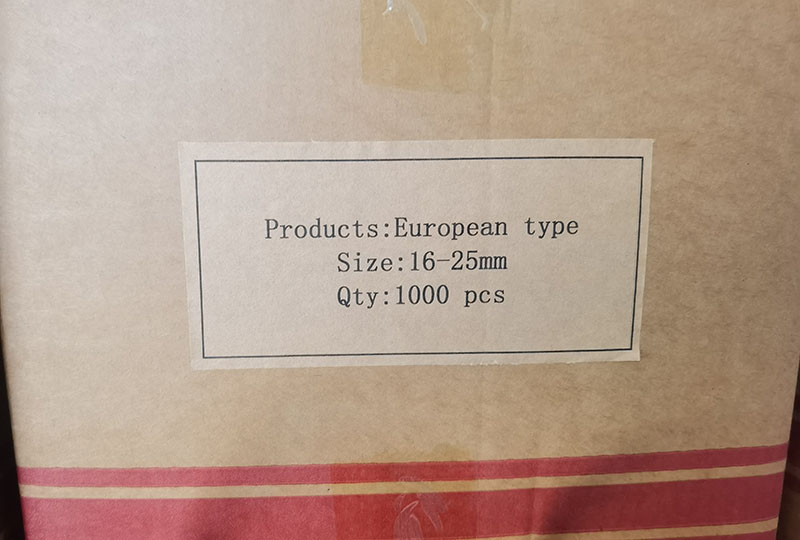 Products:European type
Size:16-25mm
Qty:1000 pcs